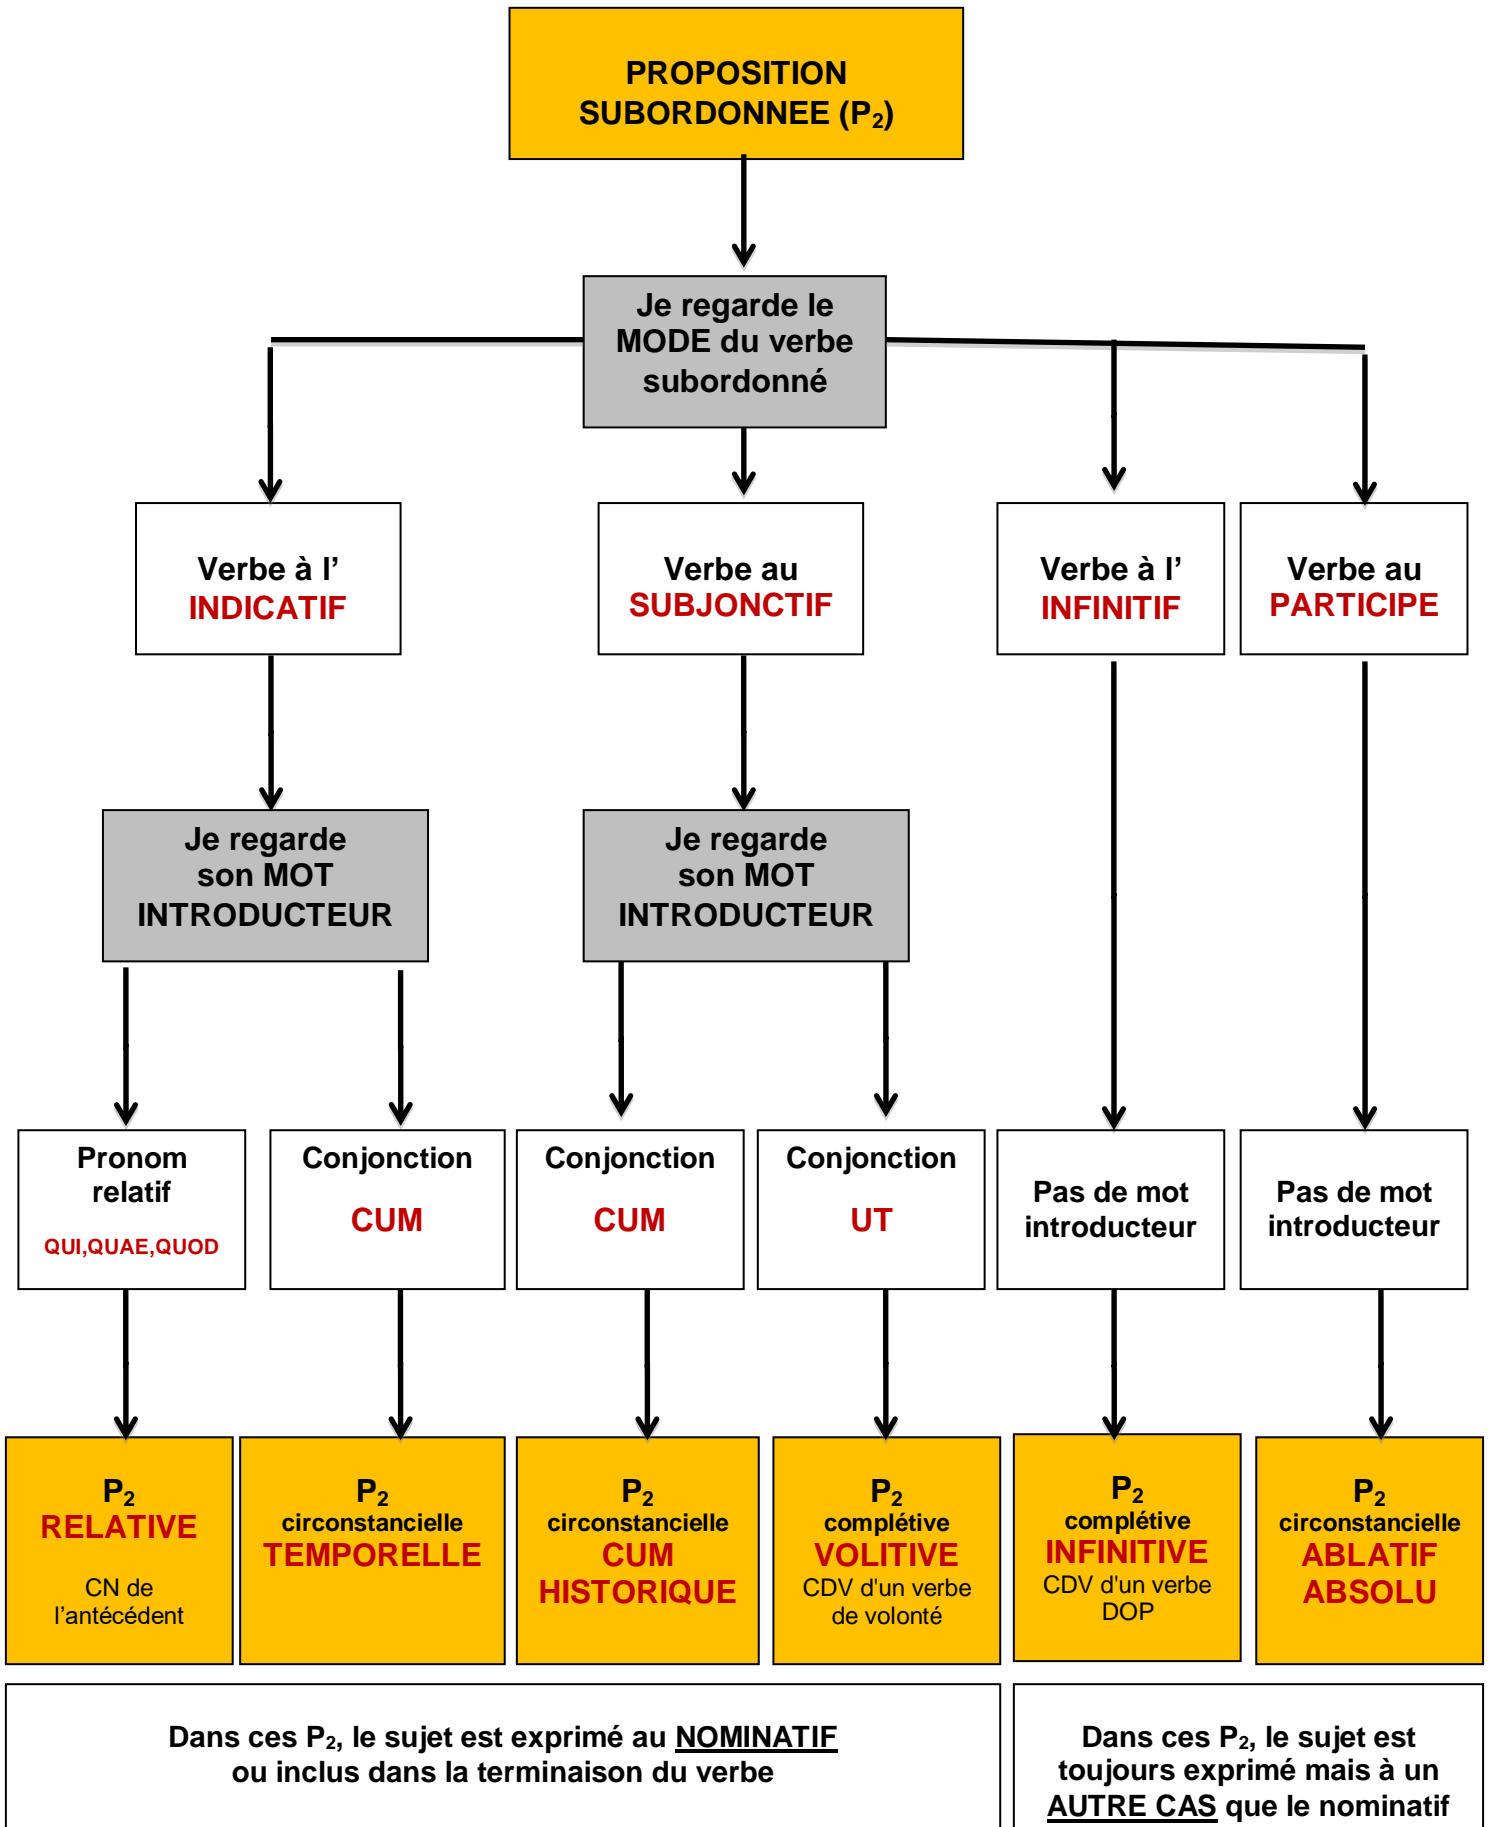 PROPOSITION
SUBORDONNEE (P₂)
Je regarde le
MODE du verbe
subordonné
Verbe à l’
INDICATIF
Verbe au
SUBJONCTIF
Verbe à l’
INFINITIF
Verbe au
PARTICIPE
Je regarde
son MOT
INTRODUCTEUR
Je regarde
son MOT
INTRODUCTEUR
Pronom
relatif
QUI,QUAE,QUOD
Conjonction
CUM
Conjonction
CUM
Conjonction
UT
Pas de mot
introducteur
Pas de mot
introducteur
P₂
RELATIVE
CN de
l’antécédent
P₂
circonstancielle
TEMPORELLE
P₂
circonstancielle
CUM
HISTORIQUE
P₂
complétive
VOLITIVE
CDV d'un verbe
de volonté
P₂
complétive
INFINITIVE
CDV d'un verbe
DOP
P₂
circonstancielle
ABLATIF
ABSOLU
Dans ces P₂, le sujet est exprimé au NOMINATIF
ou inclus dans la terminaison du verbe
Dans ces P₂, le sujet est
toujours exprimé mais à un
AUTRE CAS que le nominatif